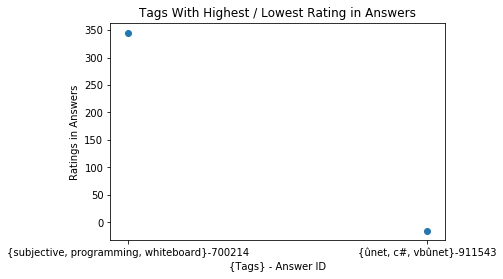 Tags With Highest / Lowest Rating in Answers
Ratings in Answers
350
300
250
200
150
100
50
0
{subjective, programming, whiteboard}-700214
{ûnet, c#, vbûnet}-911543
{Tags} - Answer ID